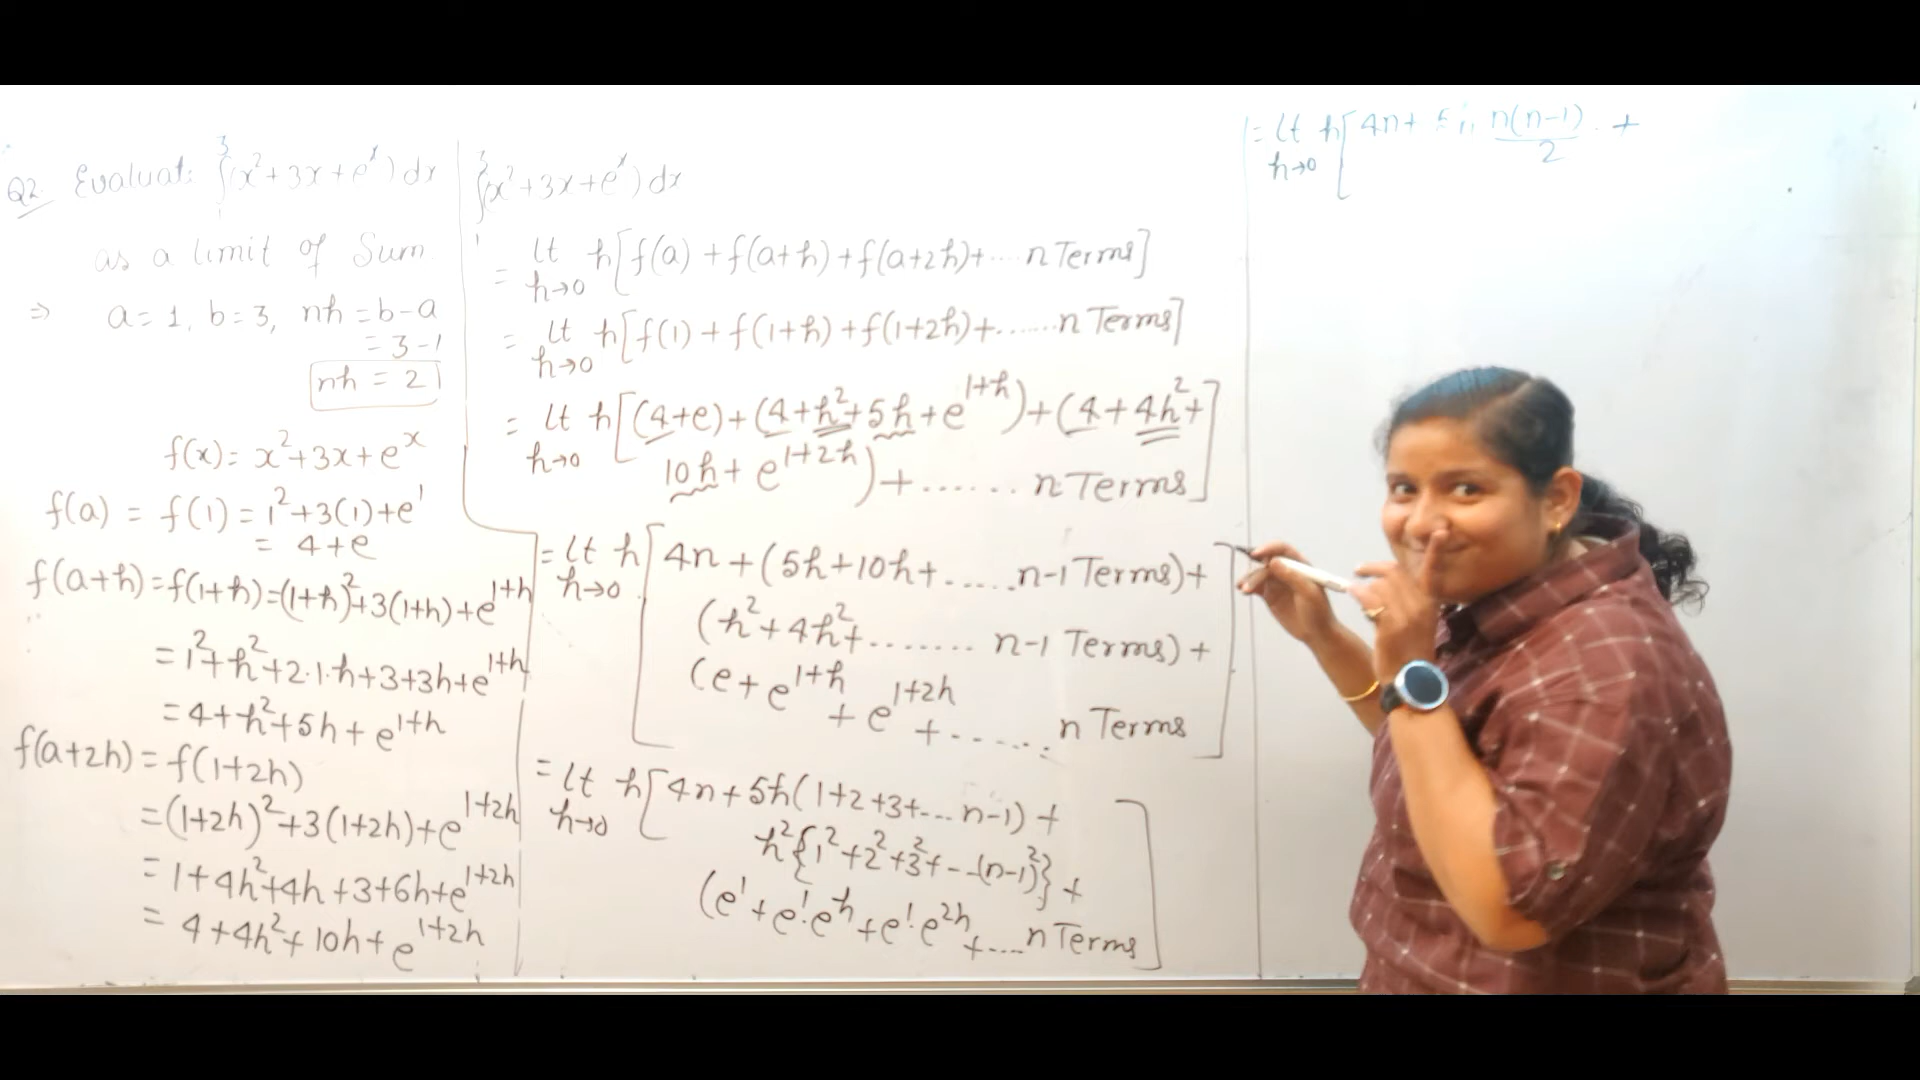 Q2. Evaluate ∫₁³(x²+3x+eˣ)dx
as a limit of Sum.
⇒ a=1, b=3, nh=b-a
=3-1
nh = 2
f(x)= x²+3x+eˣ
f(a) = f(1) = 1²+3(1)+e¹
= 4+e
f(a+h)=f(1+h)=(1+h)²+3(1+h)+e¹⁺ʰ
=1²+h²+2·1·h+3+3h+e¹⁺ʰ
=4+h²+5h+e¹⁺ʰ
f(a+2h)=f(1+2h)
=(1+2h)²+3(1+2h)+e¹⁺²ʰ
=1+4h²+4h+3+6h+e¹⁺²ʰ
= 4+4h²+10h+e¹⁺²ʰ
∫₁³(x²+3x+eˣ)dx
= lt h→0 h[f(a)+f(a+h)+f(a+2h)+.... n Terms]
= lt h→0 h[f(1)+f(1+h)+f(1+2h)+......n Terms]
= lt h→0 h[(4+e)+(4+h²+5h+e¹⁺ʰ)+(4+4h²+
10h+e¹⁺²ʰ)+...... n Terms]
= lt h→0 h[4n+(5h+10h+.....n-1 Terms)+
(h²+4h²+........ n-1 Terms)+
(e+e¹⁺ʰ+e¹⁺²ʰ+...... n Terms]
= lt h→0 h[4n+5h(1+2+3+...n-1)+
h²{1²+2²+3²+--(n-1)²}+
(e¹+e¹.eʰ+e¹.e²ʰ+....n Terms]
= lt h→0 h[4n+ n(n-1)/2 . +